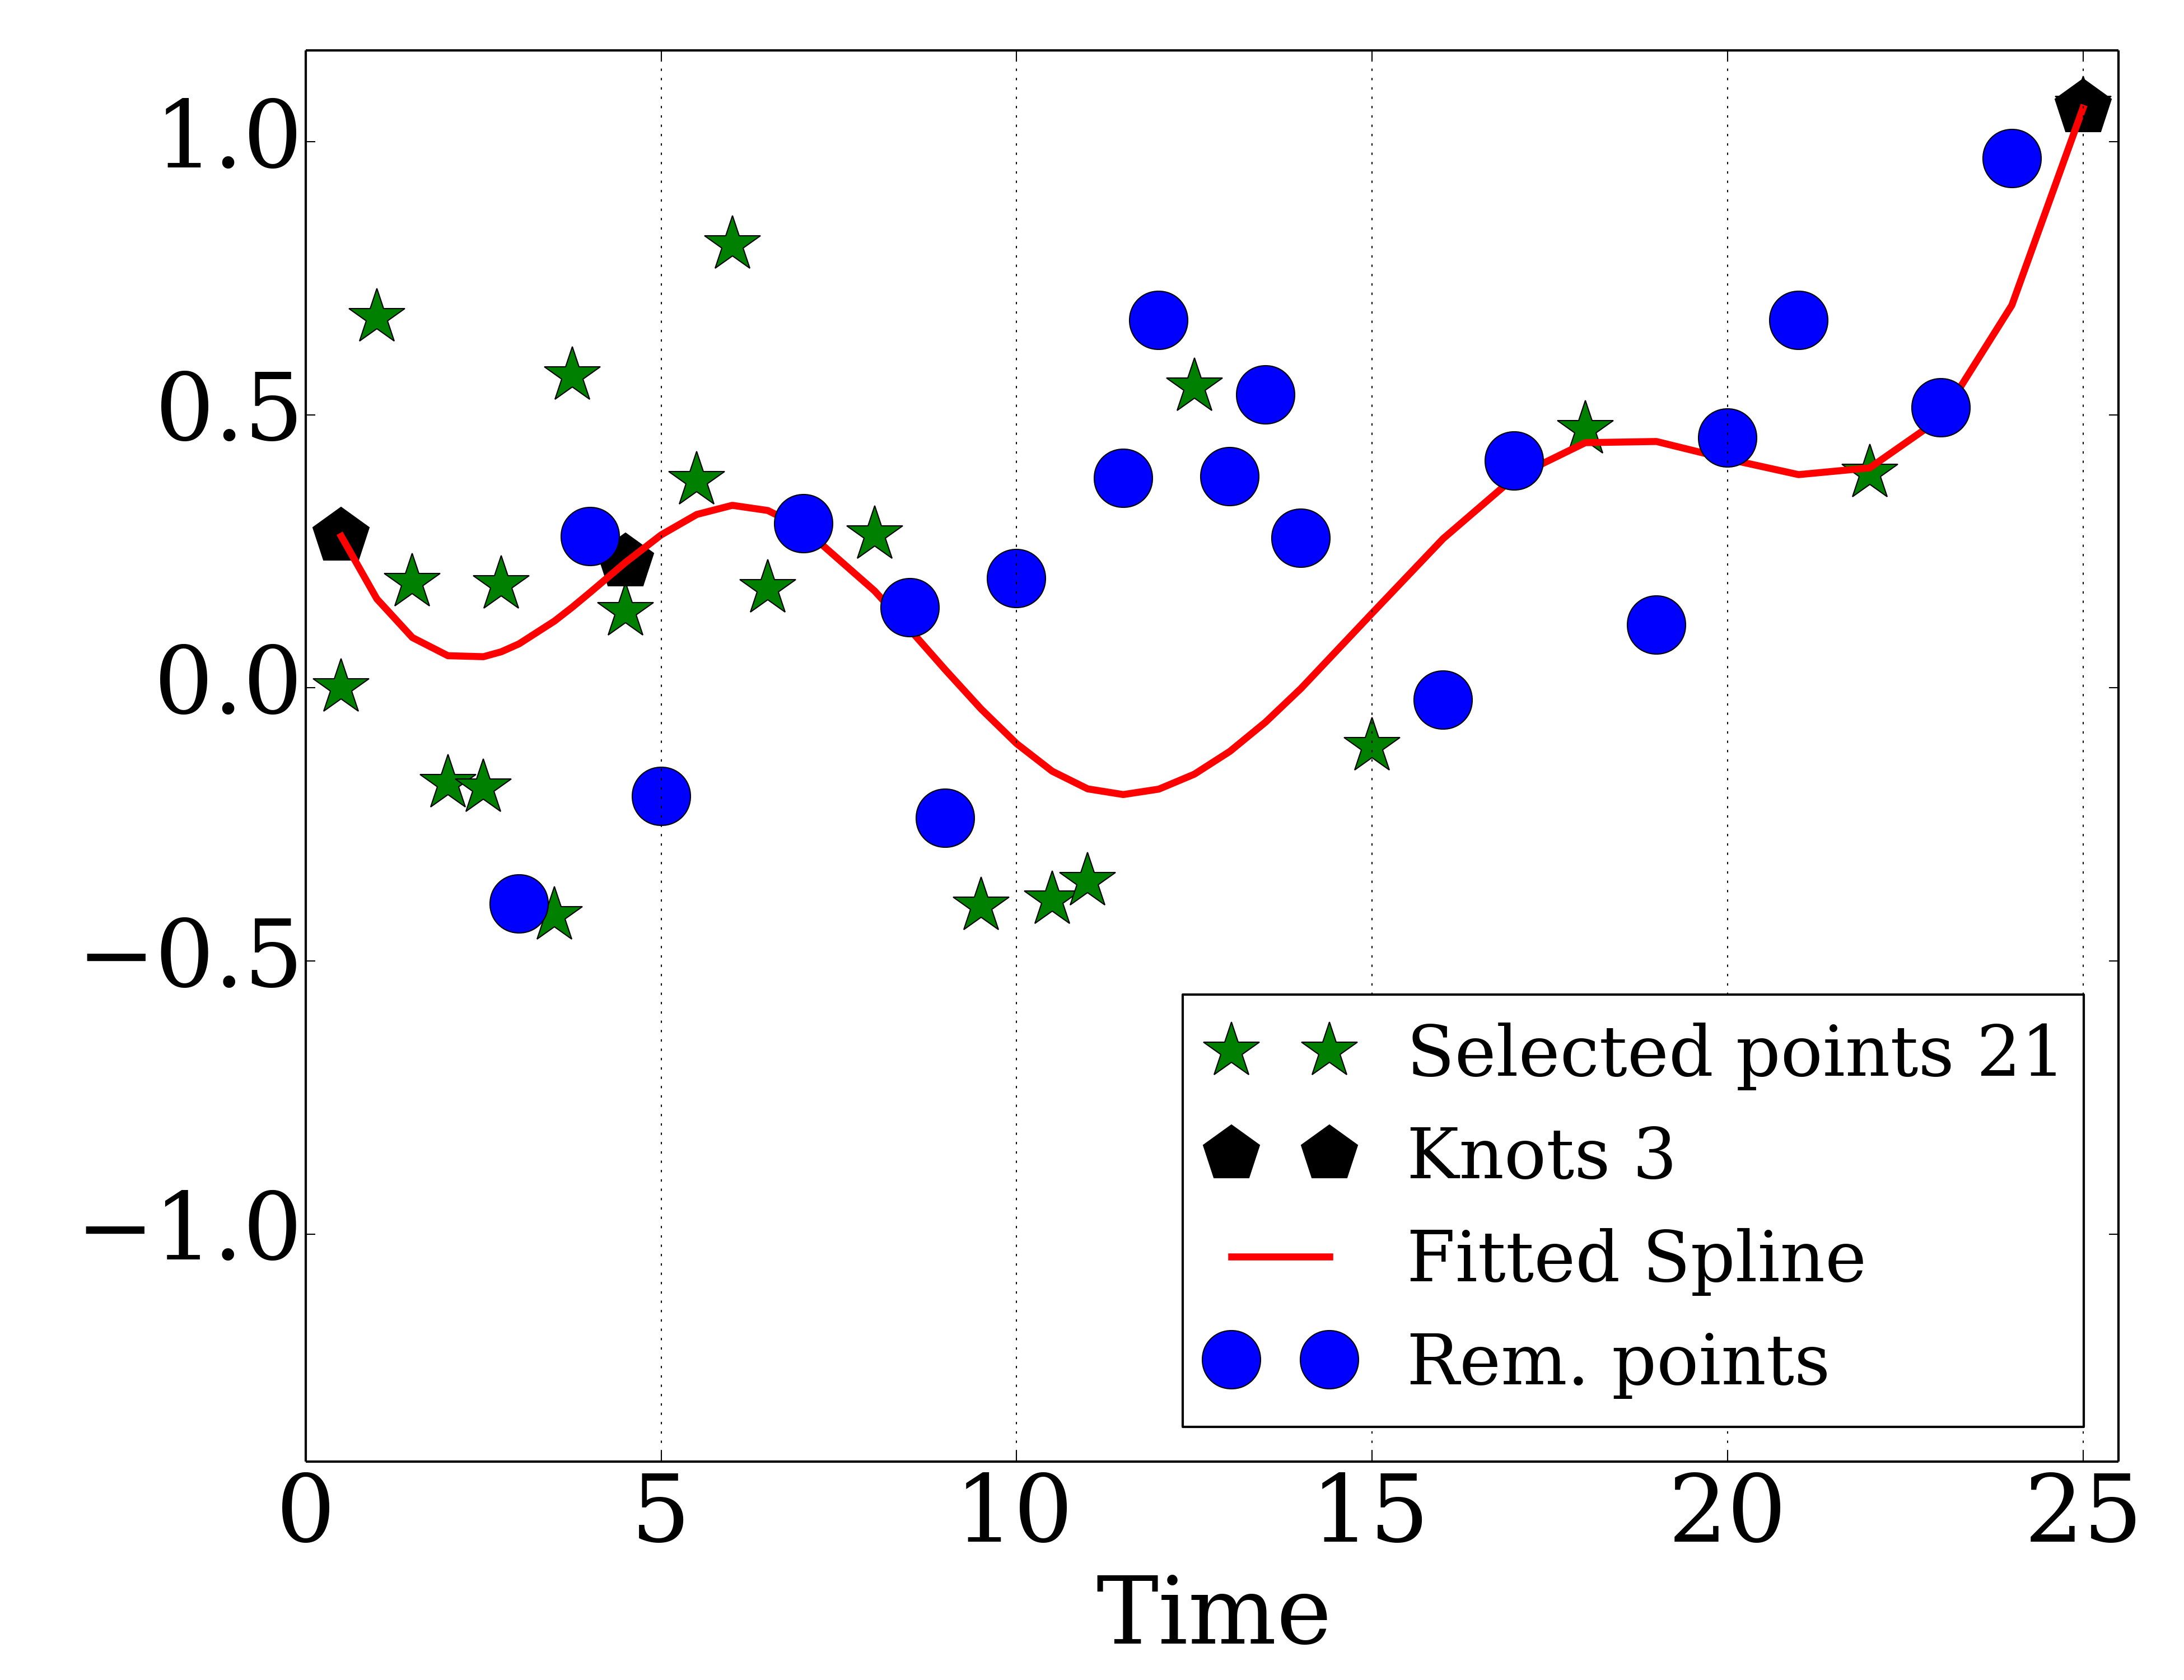 1.0
0.5
0.0
−0.5
−1.0
0 5 10 15 20 25
Time
Selected points 21
Knots 3
Fitted Spline
Rem. points